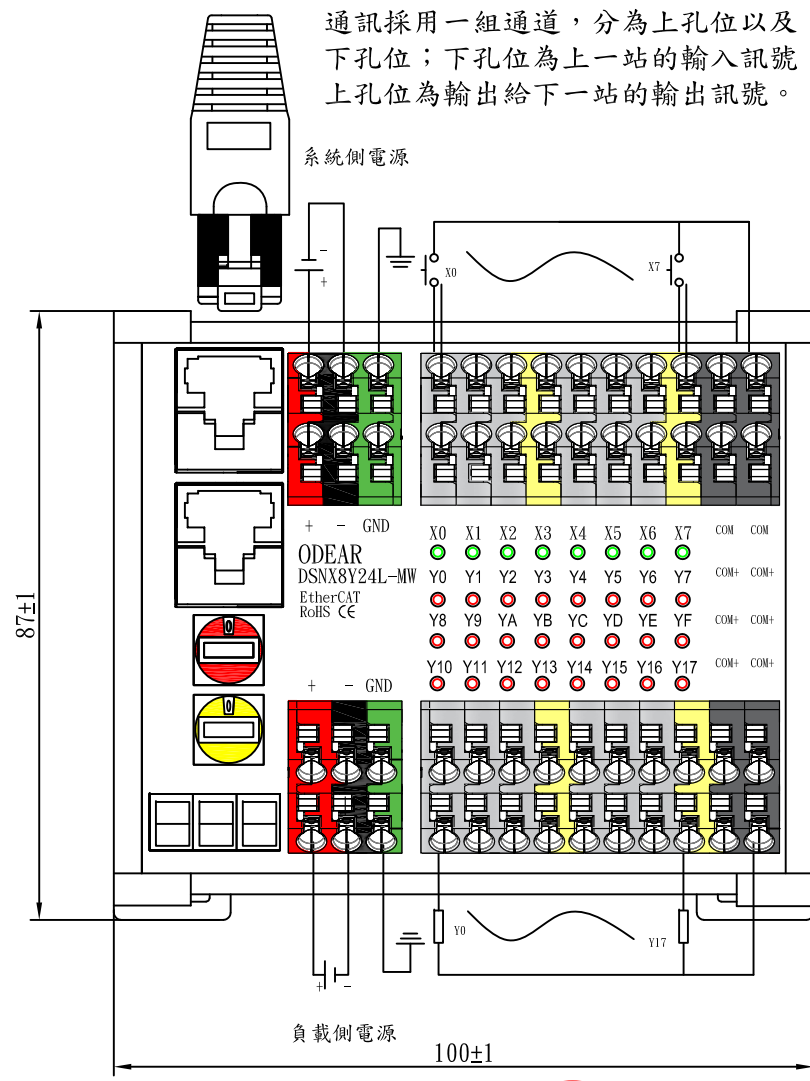 通訊採用一組通道，分為上孔位以及
下孔位；下孔位為上一站的輸入訊號
上孔位為輸出給下一站的輸出訊號。
系統側電源
-
+
X0
X7
+ - GND
X0 X1 X2 X3 X4 X5 X6 X7 COM COM
ODEAR
DSNX8Y24L-MW
EtherCAT
RoHS CE
Y0 Y1 Y2 Y3 Y4 Y5 Y6 Y7 COM+ COM+
Y8 Y9 YA YB YC YD YE YF COM+ COM+
Y10 Y11 Y12 Y13 Y14 Y15 Y16 Y17 COM+ COM+
0
0
+ - GND
87±1
Y0
Y17
+ -
負載側電源
100±1